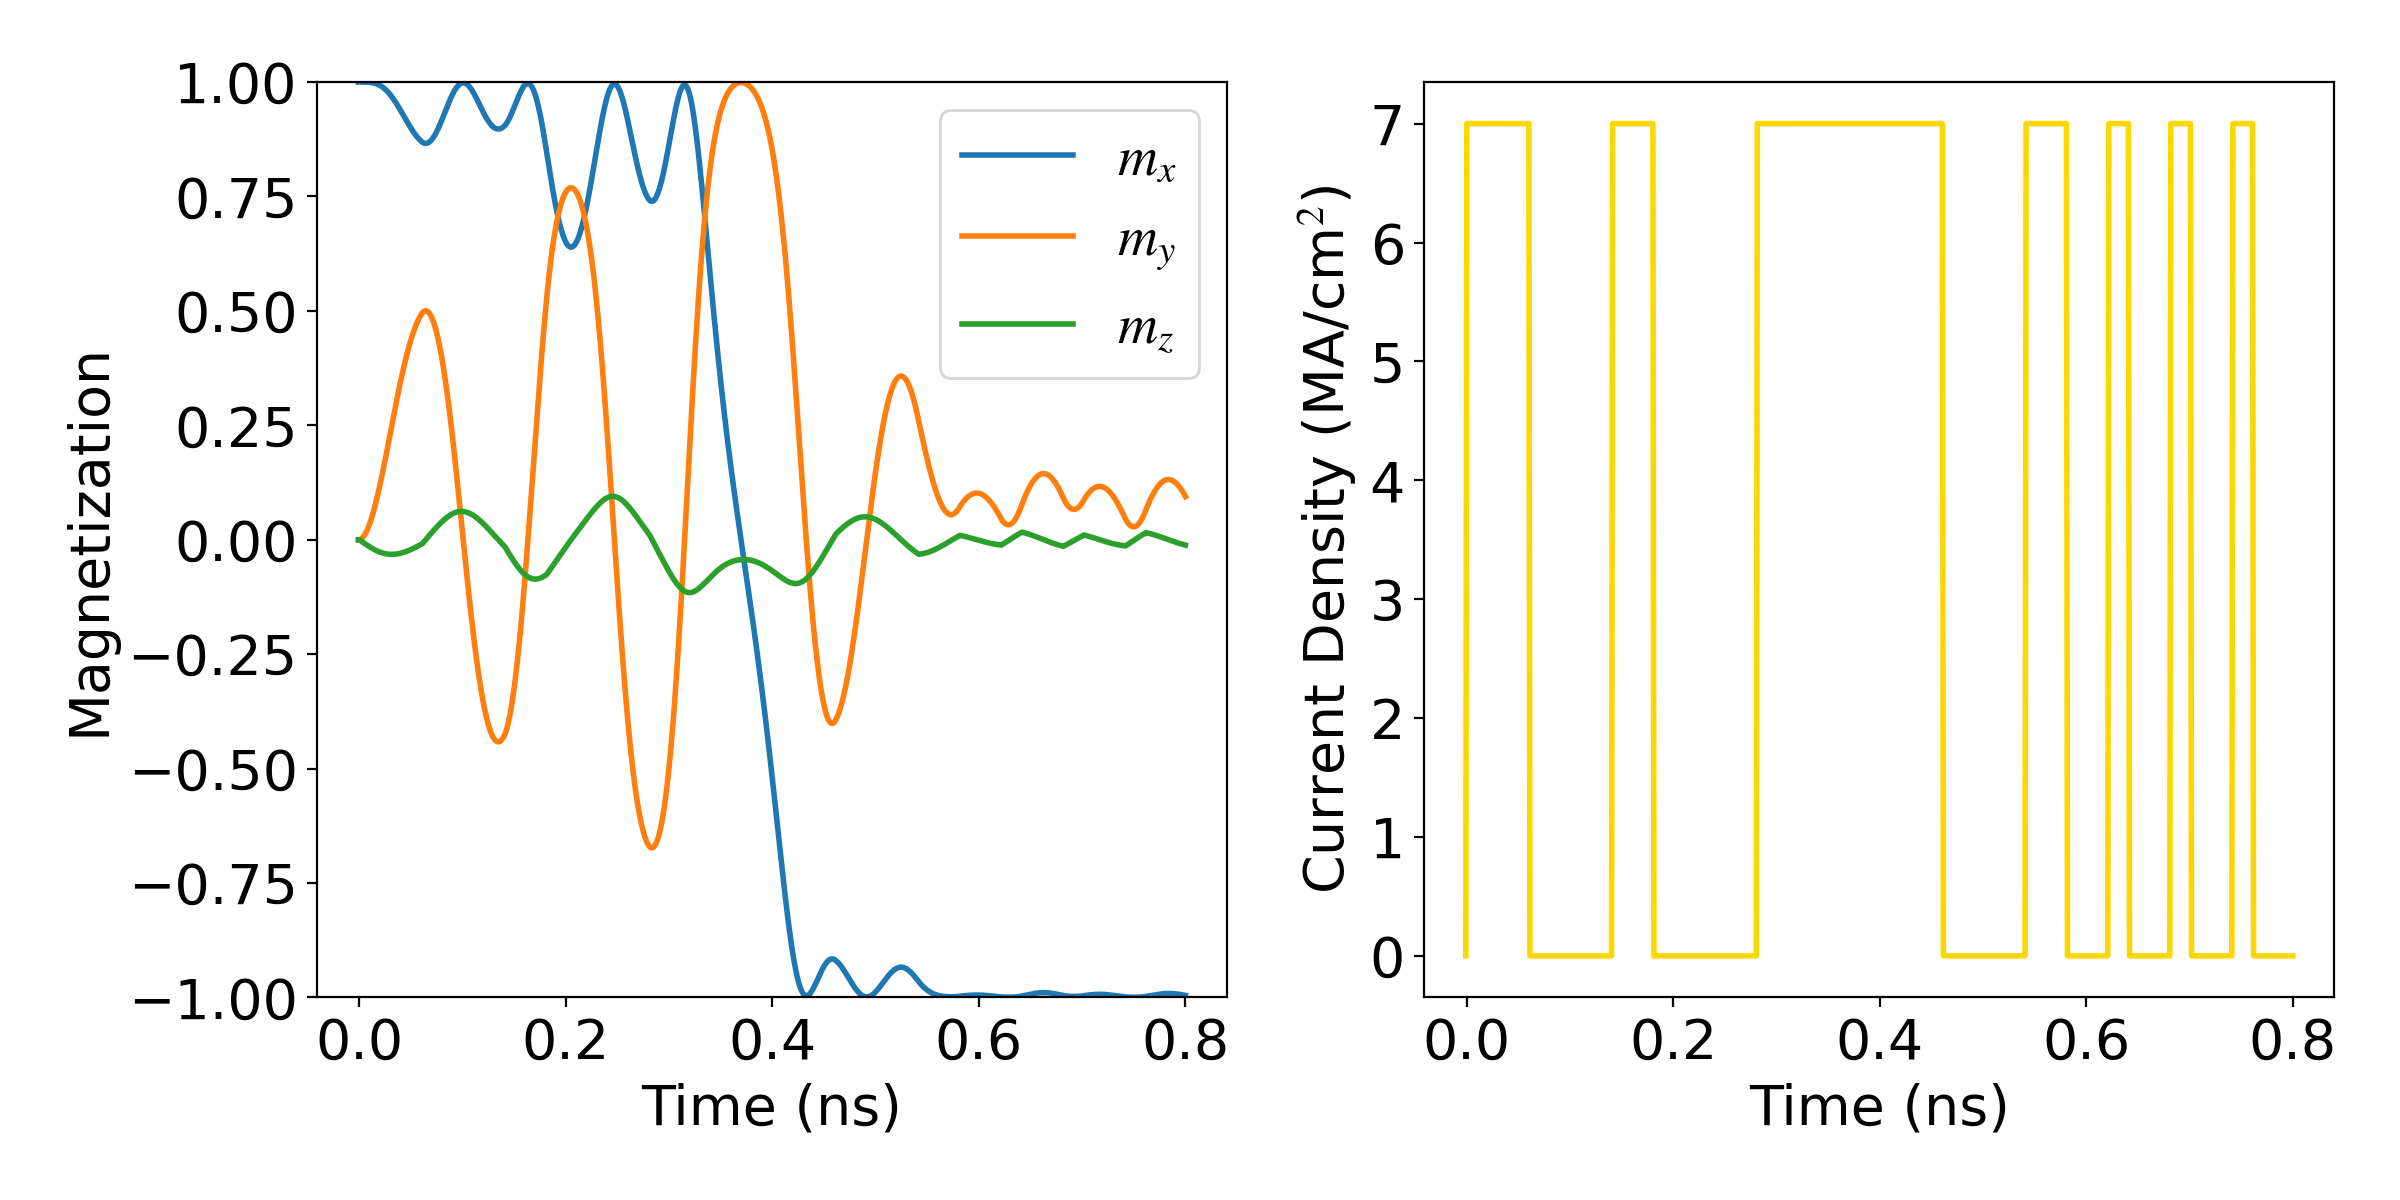 1.00
0.75
0.50
0.25
0.00
−0.25
−0.50
−0.75
−1.00
Magnetization
0.0 0.2 0.4 0.6 0.8
Time (ns)
mₓ
m_y
m_z
7
6
5
4
3
2
1
0
Current Density (MA/cm²)
0.0 0.2 0.4 0.6 0.8
Time (ns)